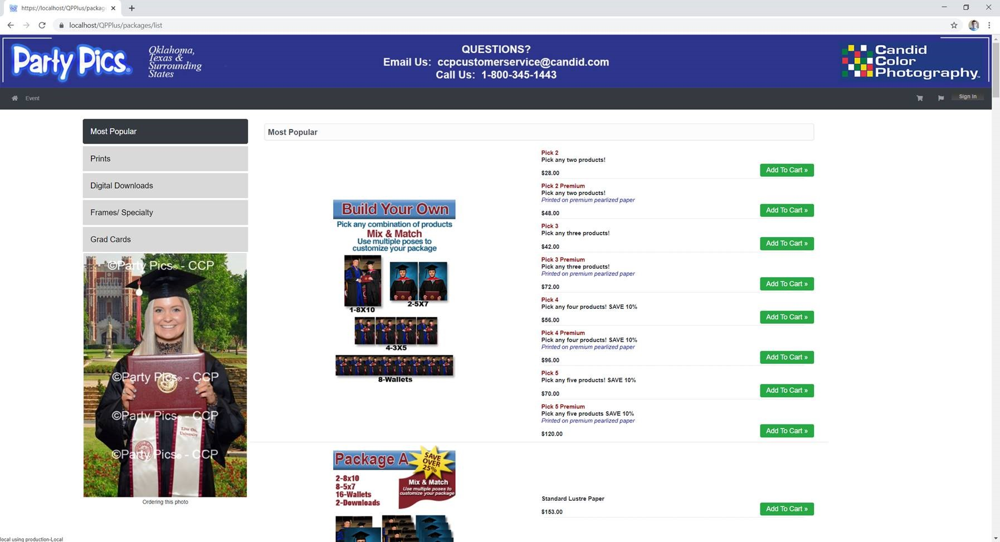 https://localhost/QPPlus/packag
localhost/QPPlus/packages/list
Party Pics®
Oklahoma,
Texas &
Surrounding
States
QUESTIONS?
Email Us: ccpcustomerservice@candid.com
Call Us: 1-800-345-1443
Candid
Color
Photography™
Event
Sign In
Most Popular
Prints
Digital Downloads
Frames/ Specialty
Grad Cards
©Party Pics® - CCP
©Party Pics® - CCP
©Party Pics® - CCP
Live On,
University
©Party Pics® - CCP
Ordering this photo
Most Popular
Build Your Own
Pick any combination of products
Mix & Match
Use multiple poses to
customize your package
1-8X10
2-5X7
4-3X5
8-Wallets
Pick 2
Pick any two products!
$28.00
Add To Cart »
Pick 2 Premium
Pick any two products!
Printed on premium pearlized paper
$48.00
Add To Cart »
Pick 3
Pick any three products!
$42.00
Add To Cart »
Pick 3 Premium
Pick any three products!
Printed on premium pearlized paper
$72.00
Add To Cart »
Pick 4
Pick any four products! SAVE 10%
$56.00
Add To Cart »
Pick 4 Premium
Pick any four products! SAVE 10%
Printed on premium pearlized paper
$96.00
Add To Cart »
Pick 5
Pick any five products! SAVE 10%
$70.00
Add To Cart »
Pick 5 Premium
Pick any five products SAVE 10%
Printed on premium pearlized paper
$120.00
Add To Cart »
Package A
SAVE
OVER
25%
2-8x10
8-5x7
16-Wallets
2-Downloads
Mix & Match
Use multiple poses to
customize your package
Standard Lustre Paper
$153.00
Add To Cart »
local using production-Local